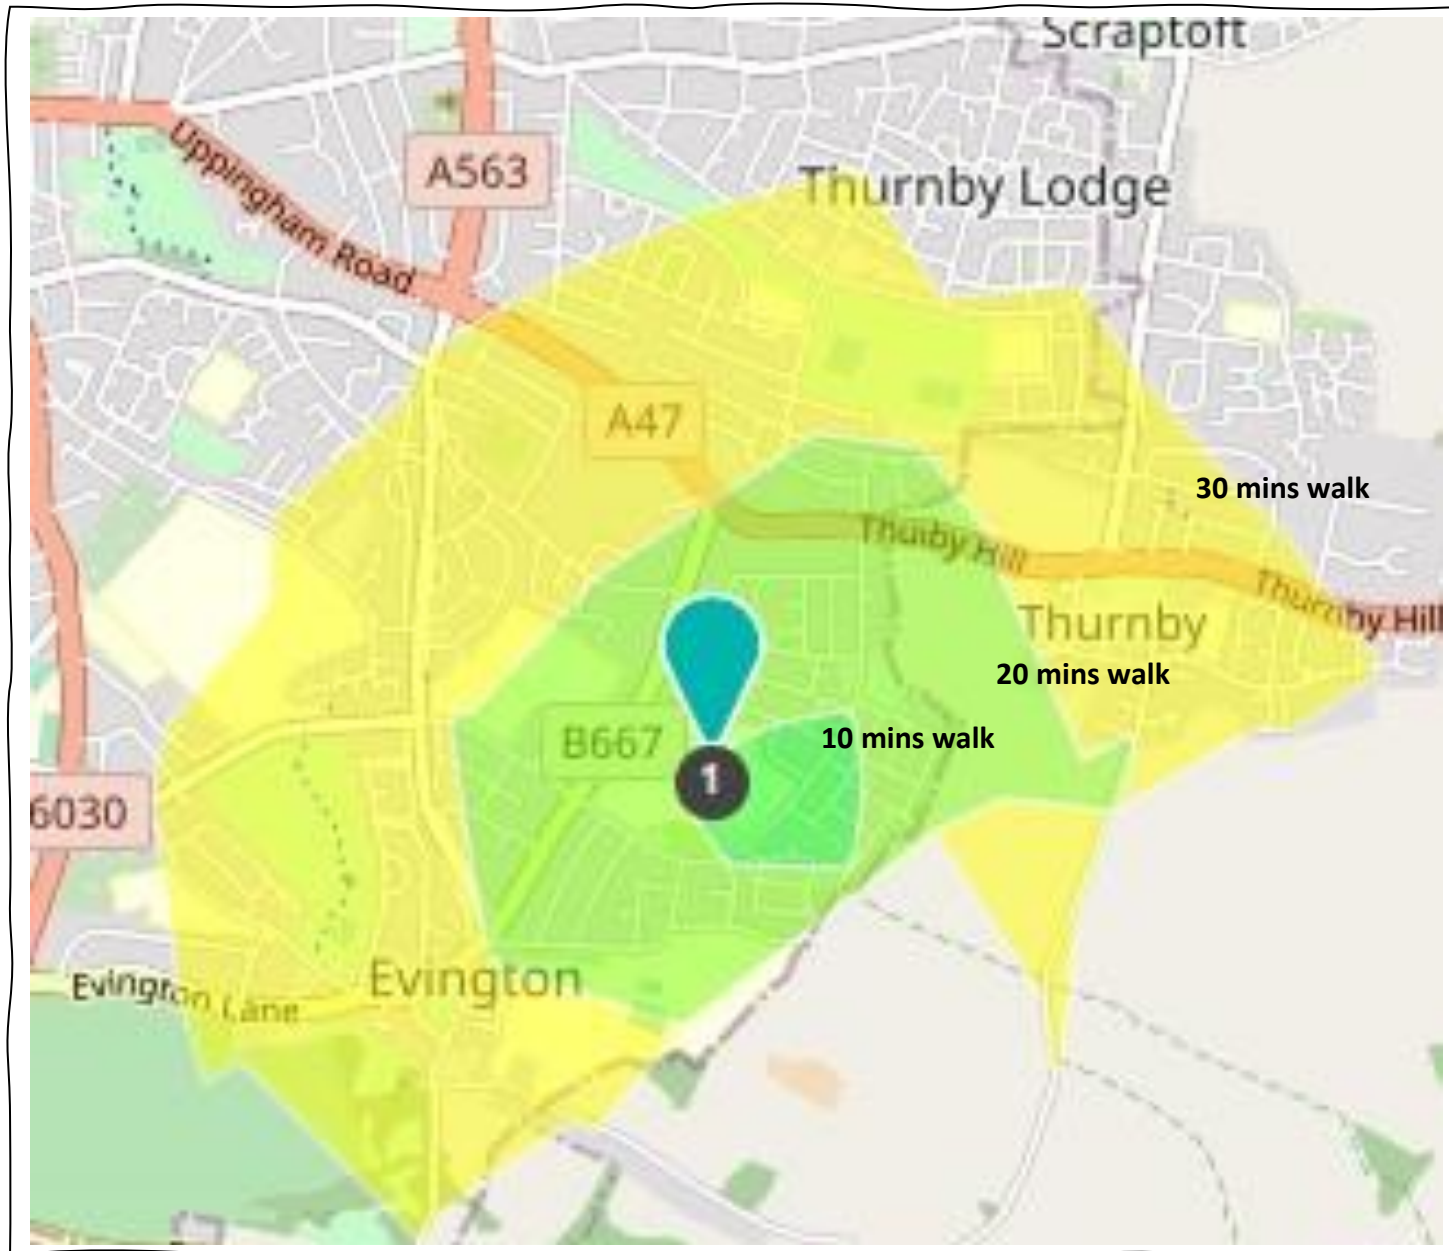 Scraptoft
Uppingham Road
A563
Thurnby Lodge
A47
30 mins walk
Thurnby Hill
Thurnby Hill
Thurnby
20 mins walk
B667
10 mins walk
1
6030
Evington
Evington Lane